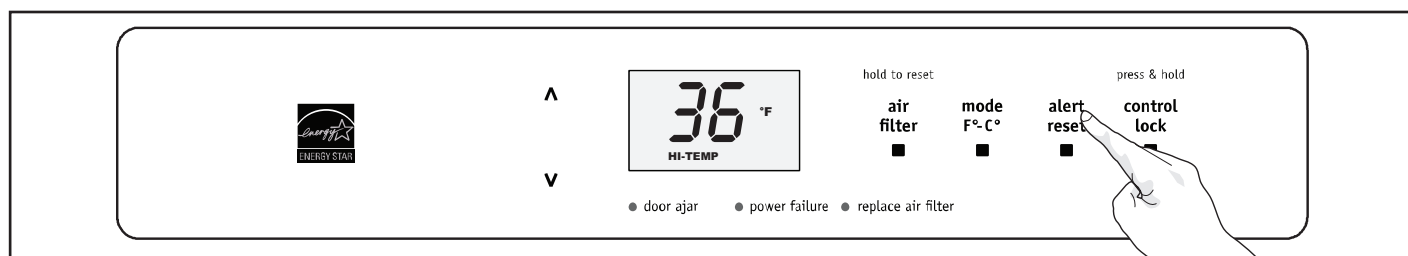 energy
ENERGY STAR
^
v
36 °F
HI-TEMP
door ajar
power failure
replace air filter
hold to reset
air
filter
mode
F°-C°
alert
reset
press & hold
control
lock